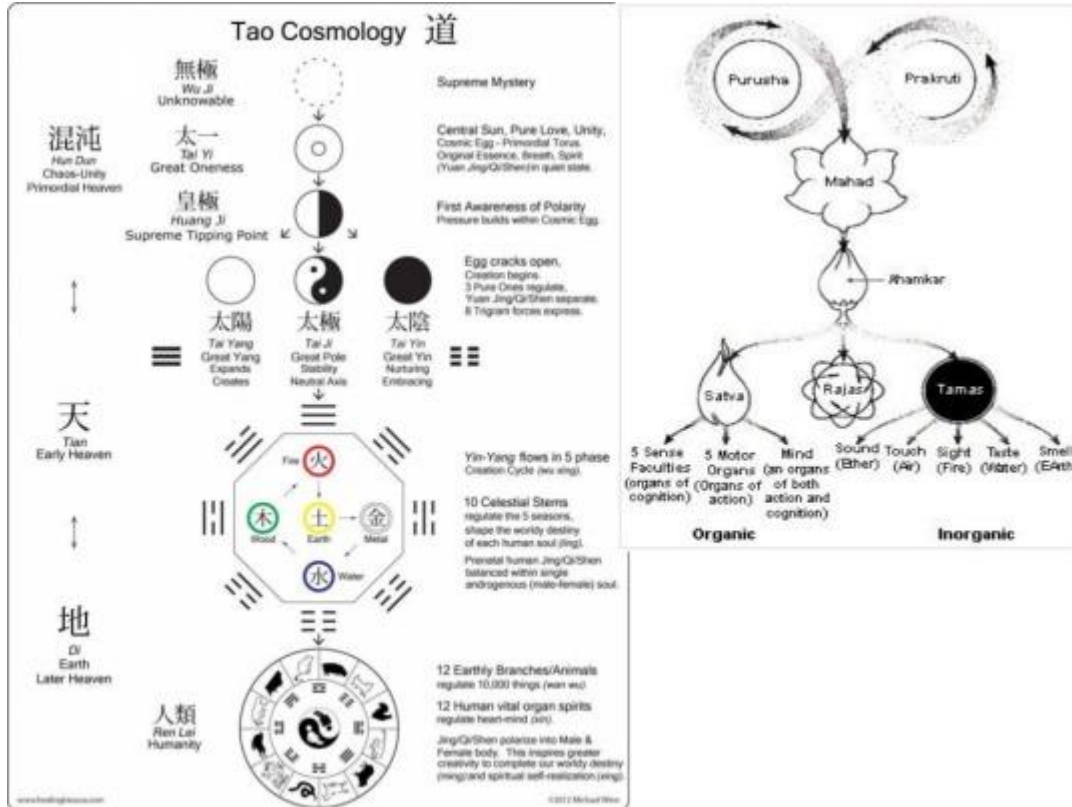 Tao Cosmology 道
無極
Wu Ji
Unknowable
Supreme Mystery
混沌
Hun Dun
Chaos-Unity
Primordial Heaven
太一
Tai Yi
Great Oneness
Central Sun, Pure Love, Unity,
Cosmic Egg - Primordial Torus
Original Essence, Breath, Spirit
(Yuan Jing/Qi/Shen) in quiet state.
皇極
Huang Ji
Supreme Tipping Point
First Awareness of Polarity
Pressure builds within Cosmic Egg.
Egg cracks open,
Creation begins.
3 Pure Ones regulate,
Yuan Jing/Qi/Shen separate.
8 Trigram forces express.
太陽
Tai Yang
Great Yang
Expands
Creates
太極
Tai Ji
Great Pole
Stability
Neutral Axis
太陰
Tai Yin
Great Yin
Nurturing
Embracing
天
Tian
Early Heaven
Fire 火
木
Wood
土
Earth
金
Metal
水 Water
Yin-Yang flows in 5 phase
Creation Cycle (wu xing).
10 Celestial Stems
regulate the 5 seasons,
shape the worldy destiny
of each human soul (ling).
Prenatal human Jing/Qi/Shen
balanced within single
androgenous (male-female) soul.
地
Di
Earth
Later Heaven
人類
Ren Lei
Humanity
12 Earthly Branches/Animals
regulate 10,000 things (wan wu).
12 Human vital organ spirits
regulate heart-mind (xin).
Jing/Qi/Shen polarize into Male &
Female body. This inspires greater
creativity to complete our worldy destiny
(ming) and spiritual self-realization (xing).
©2012 Michael Winn
Purusha
Prakruti
Mahad
Ahamkar
Satva
Rajas
Tamas
5 Sense
Faculties
(organs of
cognition)
5 Motor
Organs
(Organs of
action)
Mind
(an organs
of both
action and
cognition)
Sound
(Ether)
Touch
(Air)
Sight
(Fire)
Taste
(Water)
Smell
(EArth)
Organic
Inorganic